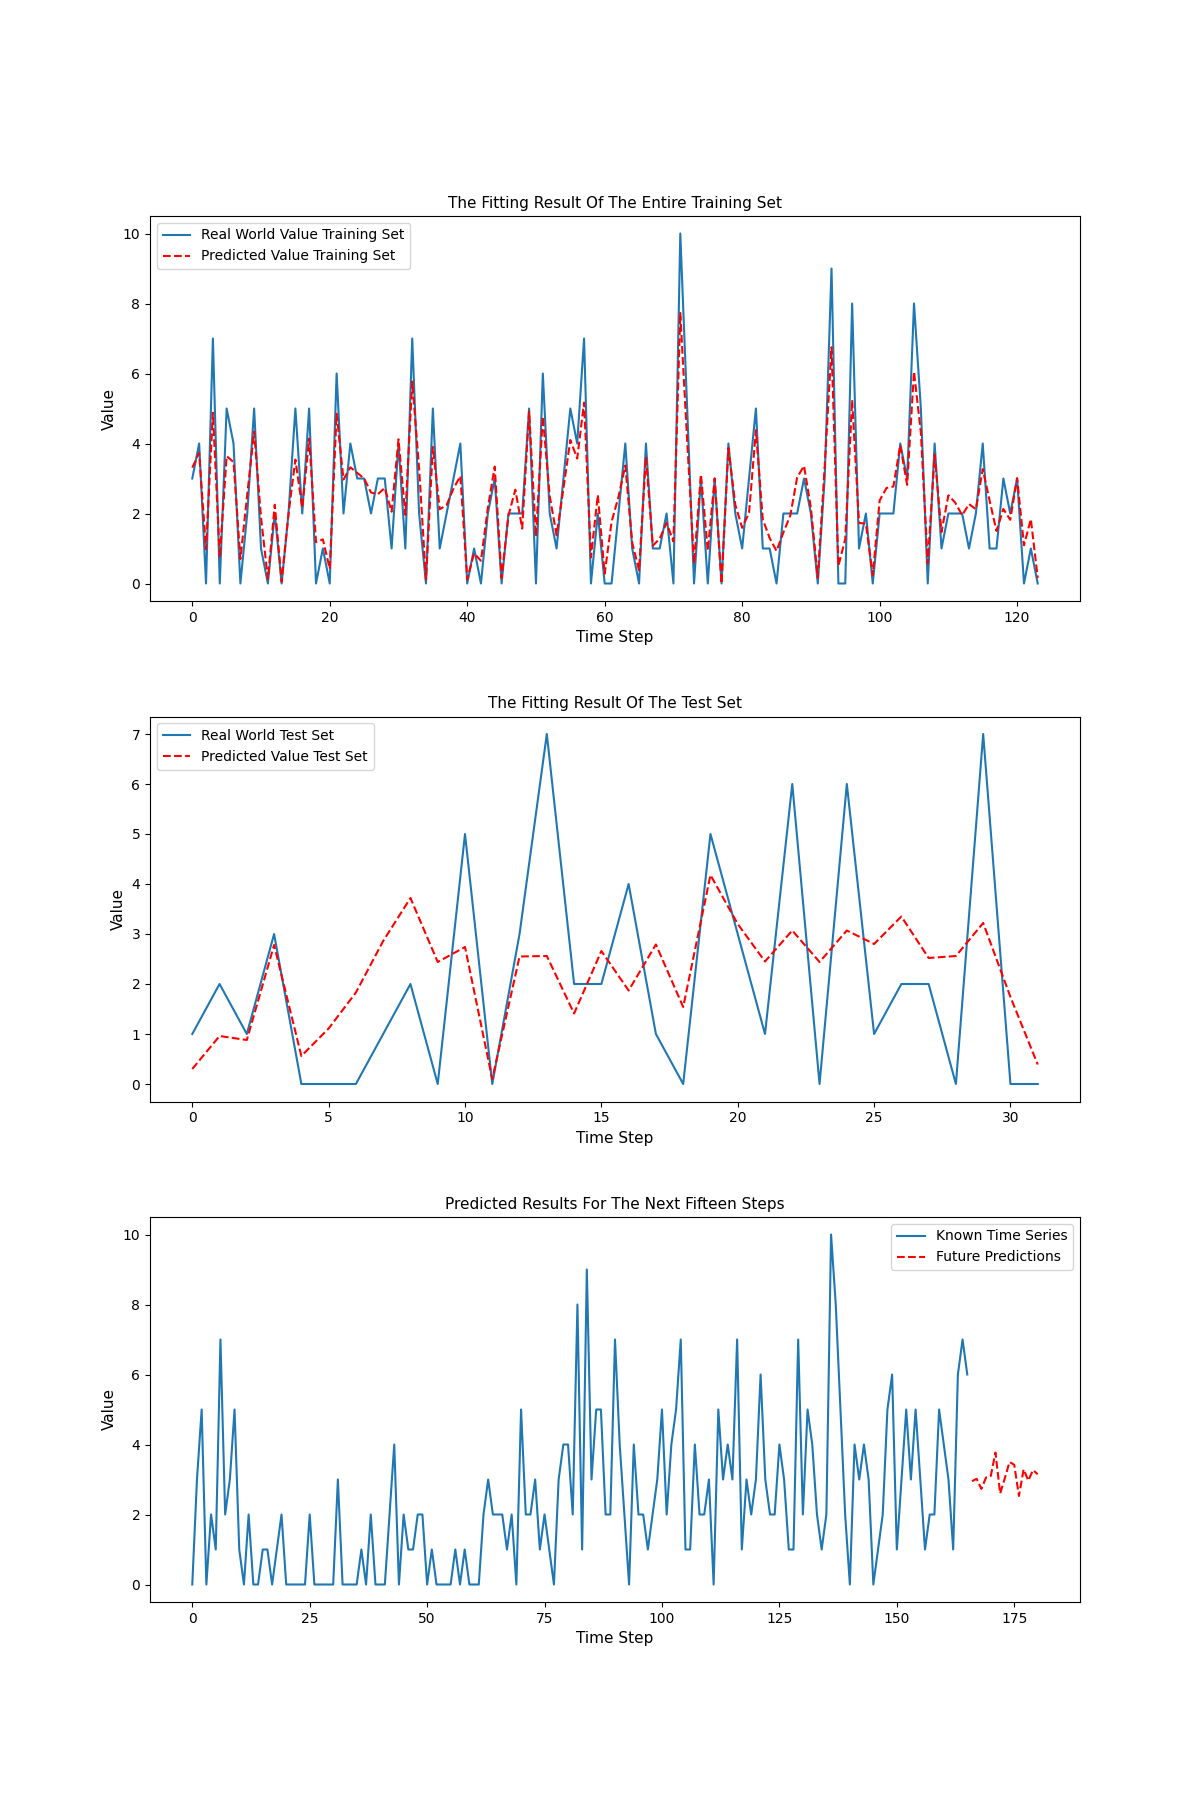 The Fitting Result Of The Entire Training Set
Real World Value Training Set
Predicted Value Training Set
Value
10
8
6
4
2
0
0 20 40 60 80 100 120
Time Step
The Fitting Result Of The Test Set
Real World Test Set
Predicted Value Test Set
Value
7
6
5
4
3
2
1
0
0 5 10 15 20 25 30
Time Step
Predicted Results For The Next Fifteen Steps
Known Time Series
Future Predictions
Value
10
8
6
4
2
0
0 25 50 75 100 125 150 175
Time Step